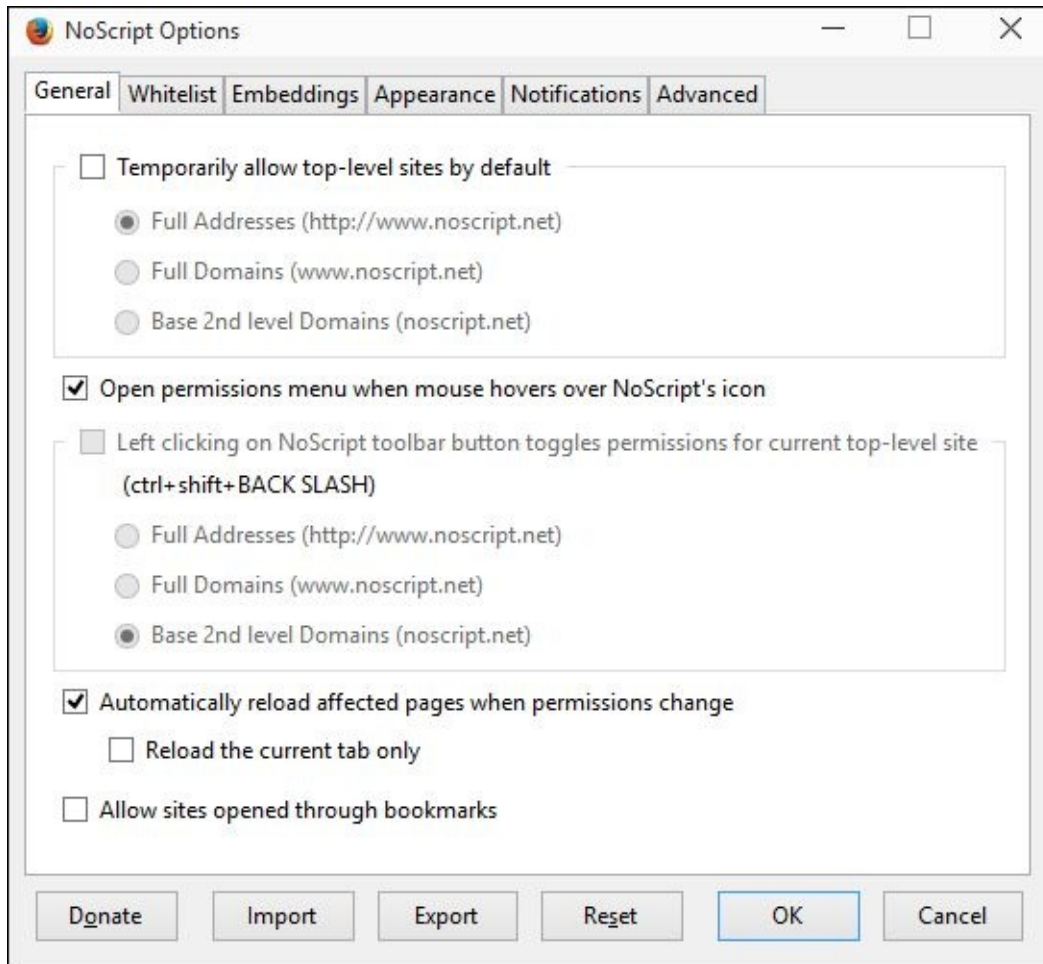 NoScript Options
General Whitelist Embeddings Appearance Notifications Advanced
Temporarily allow top-level sites by default
Full Addresses (http://www.noscript.net)
Full Domains (www.noscript.net)
Base 2nd level Domains (noscript.net)
Open permissions menu when mouse hovers over NoScript's icon
Left clicking on NoScript toolbar button toggles permissions for current top-level site
(ctrl+shift+BACK SLASH)
Full Addresses (http://www.noscript.net)
Full Domains (www.noscript.net)
Base 2nd level Domains (noscript.net)
Automatically reload affected pages when permissions change
Reload the current tab only
Allow sites opened through bookmarks
Donate Import Export Reset OK Cancel